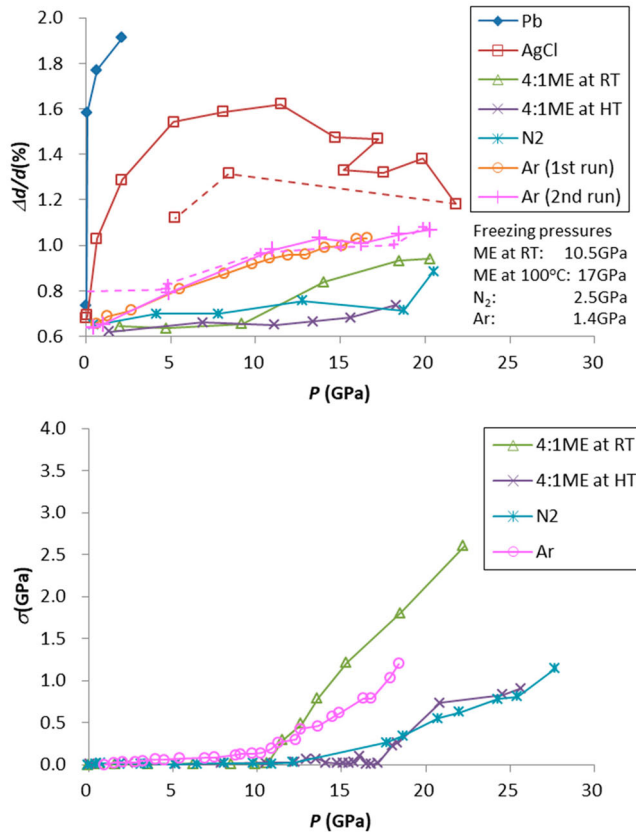 2.0
1.8
1.6
1.4
1.2
1.0
0.8
0.6
Δd/d(%)
0 5 10 15 20 25 30
P (GPa)
Pb
AgCl
4:1ME at RT
4:1ME at HT
N2
Ar (1st run)
Ar (2nd run)
Freezing pressures
ME at RT: 10.5GPa
ME at 100°C: 17GPa
N₂: 2.5GPa
Ar: 1.4GPa
4.0
3.5
3.0
2.5
2.0
1.5
1.0
0.5
0.0
σ(GPa)
0 5 10 15 20 25 30
P (GPa)
4:1ME at RT
4:1ME at HT
N2
Ar